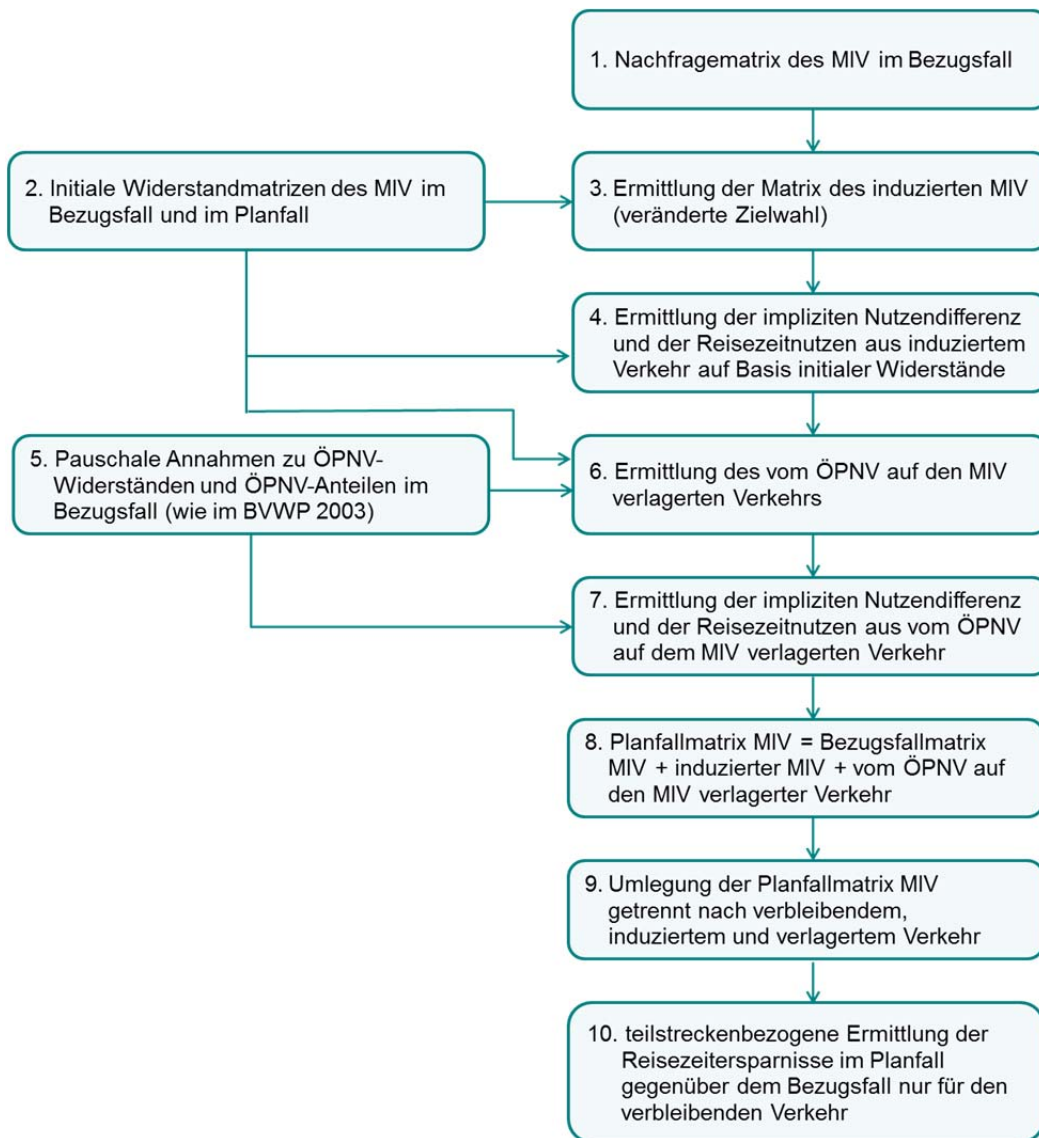 1. Nachfragematrix des MIV im Bezugsfall
2. Initiale Widerstandmatrizen des MIV im
Bezugsfall und im Planfall
3. Ermittlung der Matrix des induzierten MIV
(veränderte Zielwahl)
4. Ermittlung der impliziten Nutzendifferenz
und der Reisezeitnutzen aus induziertem
Verkehr auf Basis initialer Widerstände
5. Pauschale Annahmen zu ÖPNV-
Widerständen und ÖPNV-Anteilen im
Bezugsfall (wie im BVWP 2003)
6. Ermittlung des vom ÖPNV auf den MIV
verlagerten Verkehrs
7. Ermittlung der impliziten Nutzendifferenz
und der Reisezeitnutzen aus vom ÖPNV
auf dem MIV verlagerten Verkehr
8. Planfallmatrix MIV = Bezugsfallmatrix
MIV + induzierter MIV + vom ÖPNV auf
den MIV verlagerter Verkehr
9. Umlegung der Planfallmatrix MIV
getrennt nach verbleibendem,
induziertem und verlagertem Verkehr
10. teilstreckenbezogene Ermittlung der
Reisezeitersparnisse im Planfall
gegenüber dem Bezugsfall nur für den
verbleibenden Verkehr